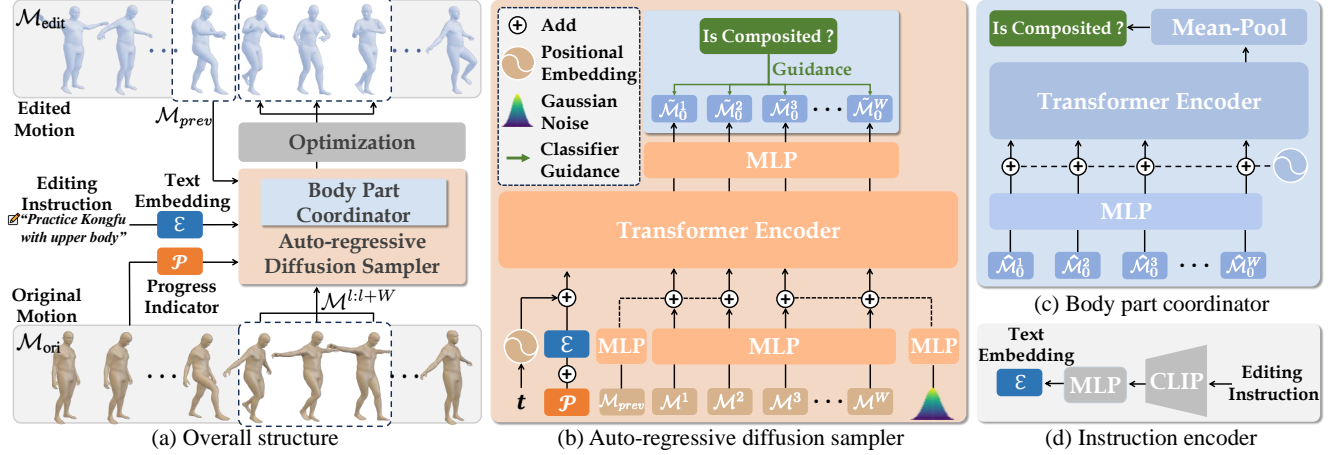 M_edit
Edited
Motion
M_prev
Optimization
Editing
Instruction
Text
Embedding
"Practice Kongfu
with upper body"
ε
Body Part
Coordinator
Auto-regressive
Diffusion Sampler
P
Progress
Indicator
M^{l:l+W}
Original
Motion
M_ori
(a) Overall structure
Add
Positional
Embedding
Gaussian
Noise
Classifier
Guidance
Is Composited ?
Guidance
M̃_0^1 M̃_0^2 M̃_0^3 ··· M̃_0^W
MLP
Transformer Encoder
ε
MLP MLP MLP
t P M_prev M^1 M^2 M^3 ··· M^W
(b) Auto-regressive diffusion sampler
Is Composited ?
Mean-Pool
Transformer Encoder
MLP
M̂_0^1 M̂_0^2 M̂_0^3 ··· M̂_0^W
(c) Body part coordinator
Text
Embedding
ε
MLP
CLIP
Editing
Instruction
(d) Instruction encoder